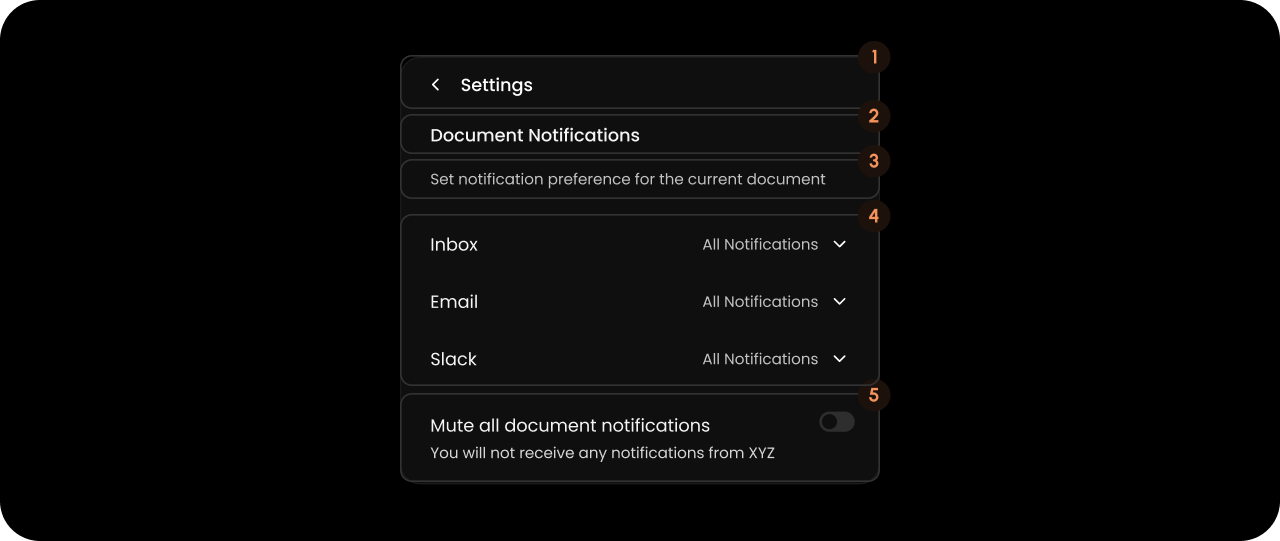 1
Settings
2
Document Notifications
3
Set notification preference for the current document
4
Inbox All Notifications
Email All Notifications
Slack All Notifications
5
Mute all document notifications
You will not receive any notifications from XYZ